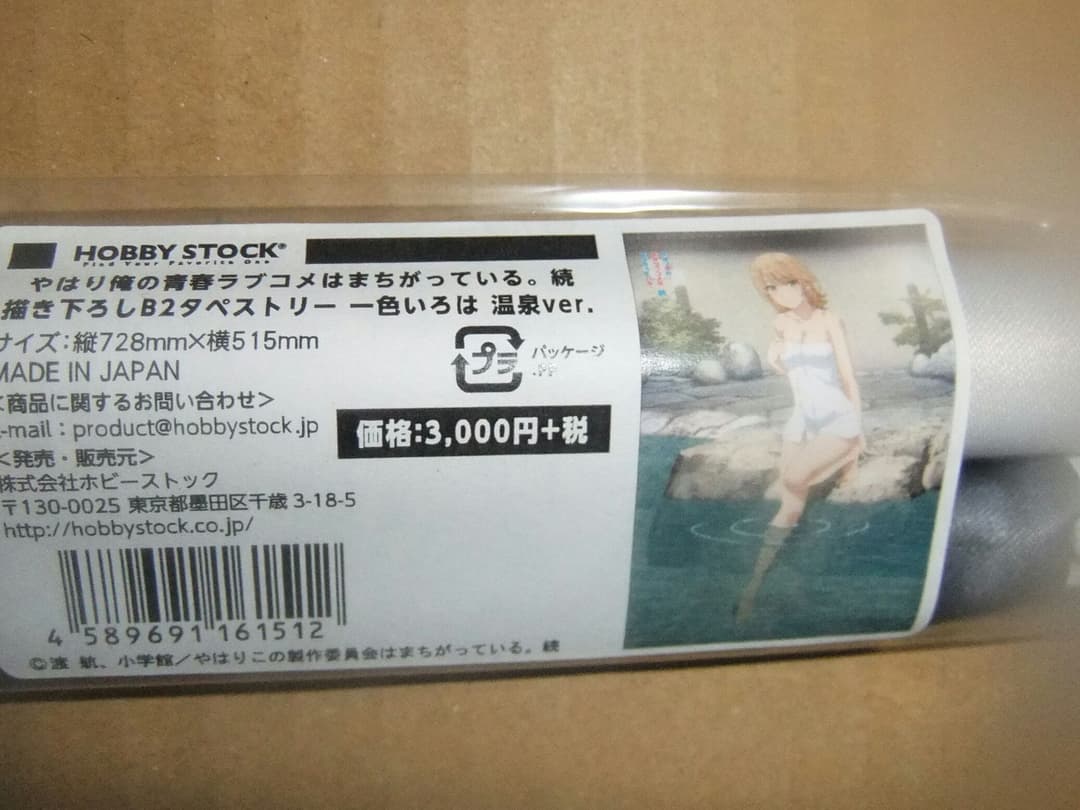 HOBBY STOCK®
Find Your Favorite One
やはり俺の青春ラブコメはまちがっている。続
描き下ろしB2タペストリー 一色いろは 温泉ver.
サイズ：縦728mm×横515mm
MADE IN JAPAN
プラ
パッケージ
:PP
<商品に関するお問い合わせ>
e-mail：product@hobbystock.jp
価格:3,000円+税
<発売・販売元>
株式会社ホビーストック
〒130-0025 東京都墨田区千歳 3-18-5
http://hobbystock.co.jp/
4 589691 161512
©渡 航、小学館／やはりこの製作委員会はまちがっている。続